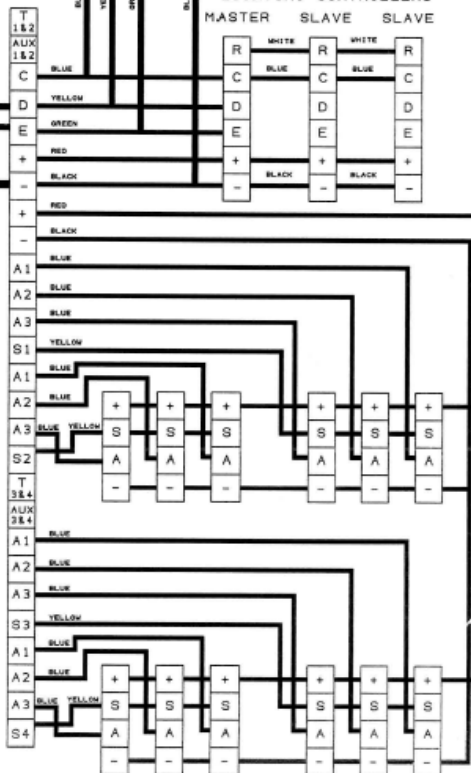 MASTER SLAVE SLAVE
T
1&2
AUX
1&2
C
D
E
+
-
+
-
A1
A2
A3
S1
A1
A2
A3
S2
T
3&4
AUX
3&4
A1
A2
A3
S3
A1
A2
A3
S4
BLUE
YELLOW
GREEN
RED
BLACK
RED
BLACK
BLUE
BLUE
BLUE
YELLOW
BLUE
BLUE
BLUE YELLOW
BLUE
BLUE
BLUE
YELLOW
BLUE
BLUE
BLUE YELLOW
R WHITE R WHITE R
C BLUE C BLUE C
D D D
E E E
+ + +
- BLACK - BLACK -
+ + + + + +
S S S S S S
A A A A A A
- - - - - -
+ + + + + +
S S S S S S
A A A A A A
- - - - - -